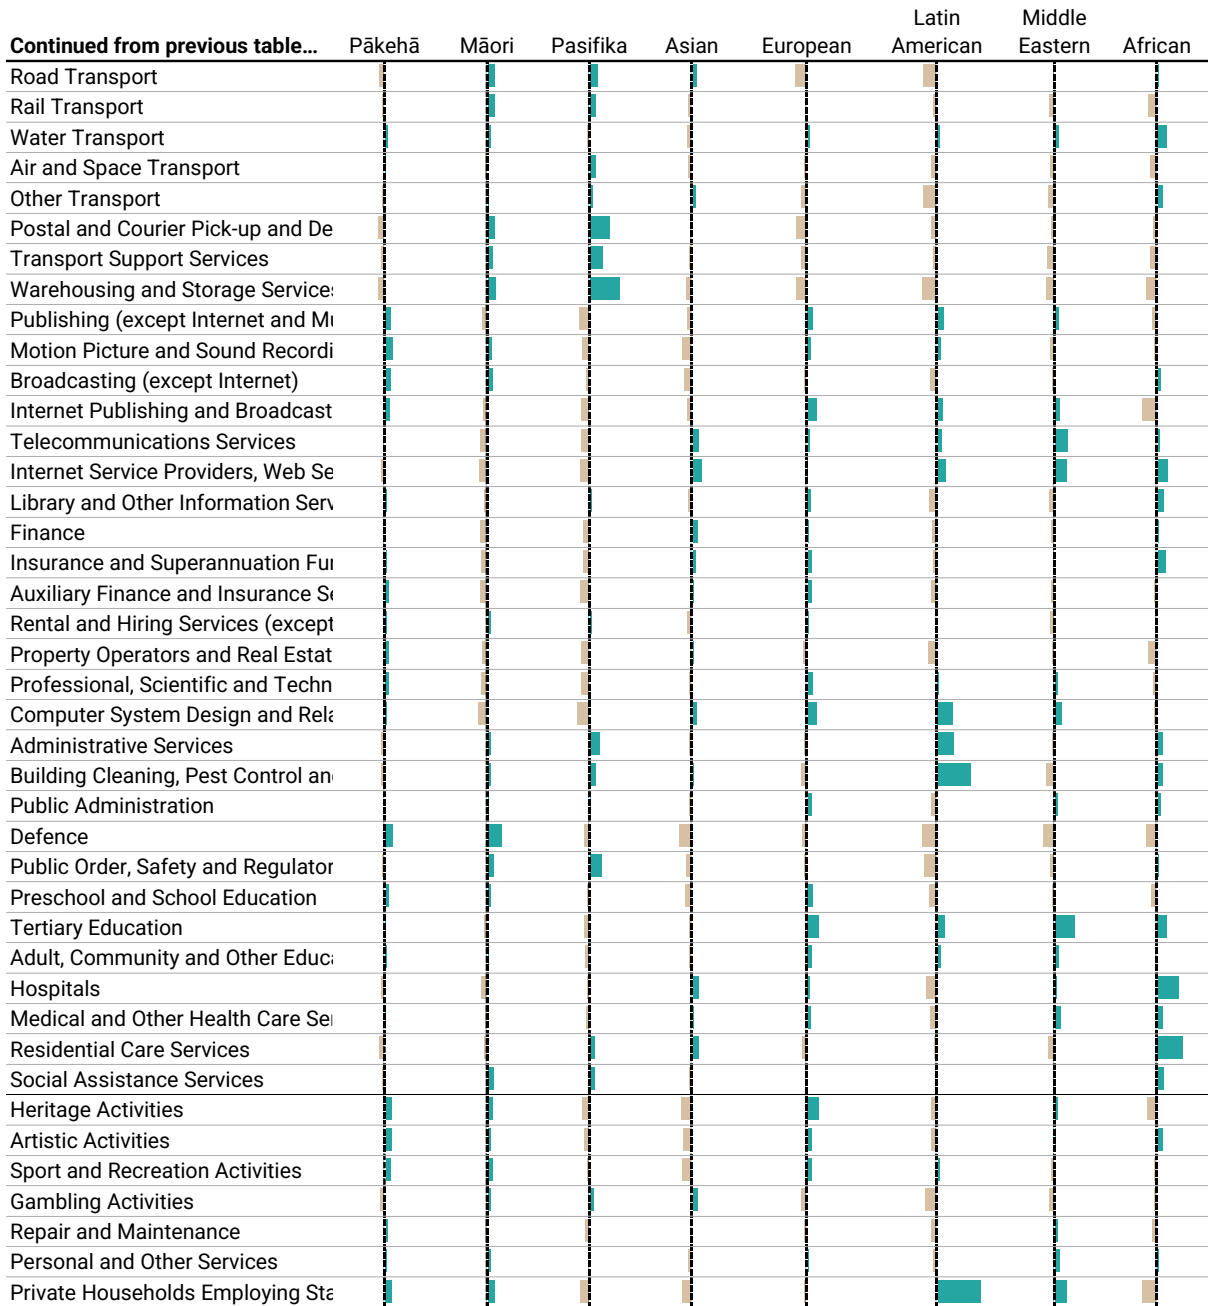 Latin Middle
Continued from previous table... Pākehā Māori Pasifika Asian European American Eastern African
Road Transport
Rail Transport
Water Transport
Air and Space Transport
Other Transport
Postal and Courier Pick-up and De
Transport Support Services
Warehousing and Storage Services
Publishing (except Internet and Mu
Motion Picture and Sound Recordi
Broadcasting (except Internet)
Internet Publishing and Broadcast
Telecommunications Services
Internet Service Providers, Web Se
Library and Other Information Serv
Finance
Insurance and Superannuation Fun
Auxiliary Finance and Insurance Se
Rental and Hiring Services (except
Property Operators and Real Estat
Professional, Scientific and Techn
Computer System Design and Rela
Administrative Services
Building Cleaning, Pest Control and
Public Administration
Defence
Public Order, Safety and Regulator
Preschool and School Education
Tertiary Education
Adult, Community and Other Educa
Hospitals
Medical and Other Health Care Ser
Residential Care Services
Social Assistance Services
Heritage Activities
Artistic Activities
Sport and Recreation Activities
Gambling Activities
Repair and Maintenance
Personal and Other Services
Private Households Employing Sta